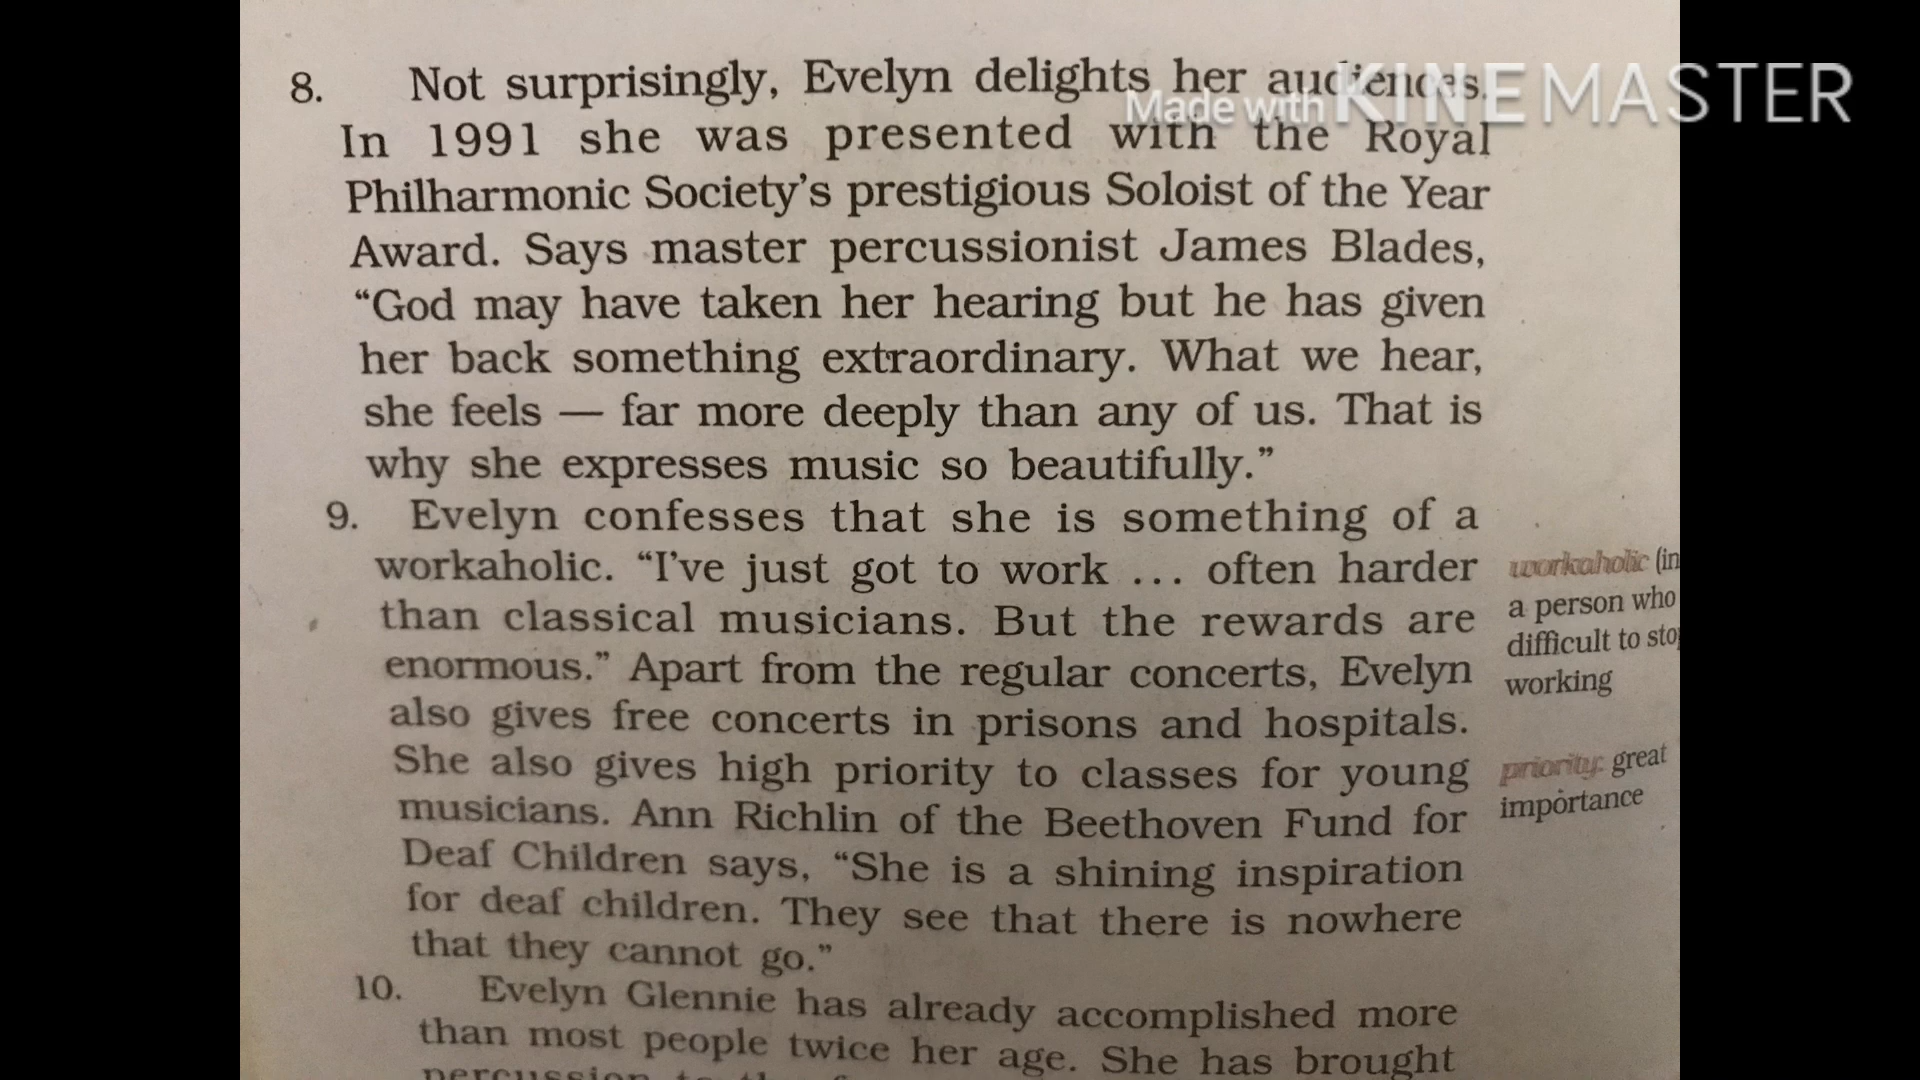 Made with KINEMASTER
8. Not surprisingly, Evelyn delights her audiences.
In 1991 she was presented with the Royal
Philharmonic Society's prestigious Soloist of the Year
Award. Says master percussionist James Blades,
“God may have taken her hearing but he has given
her back something extraordinary. What we hear,
she feels — far more deeply than any of us. That is
why she expresses music so beautifully.”
9. Evelyn confesses that she is something of a
workaholic. “I've just got to work ... often harder
than classical musicians. But the rewards are
enormous.” Apart from the regular concerts, Evelyn
also gives free concerts in prisons and hospitals.
She also gives high priority to classes for young
musicians. Ann Richlin of the Beethoven Fund for
Deaf Children says, “She is a shining inspiration
for deaf children. They see that there is nowhere
that they cannot go.”
10. Evelyn Glennie has already accomplished more
than most people twice her age. She has brought
percussion to
workaholic (in
a person who
difficult to sto
working
priority: great
importance